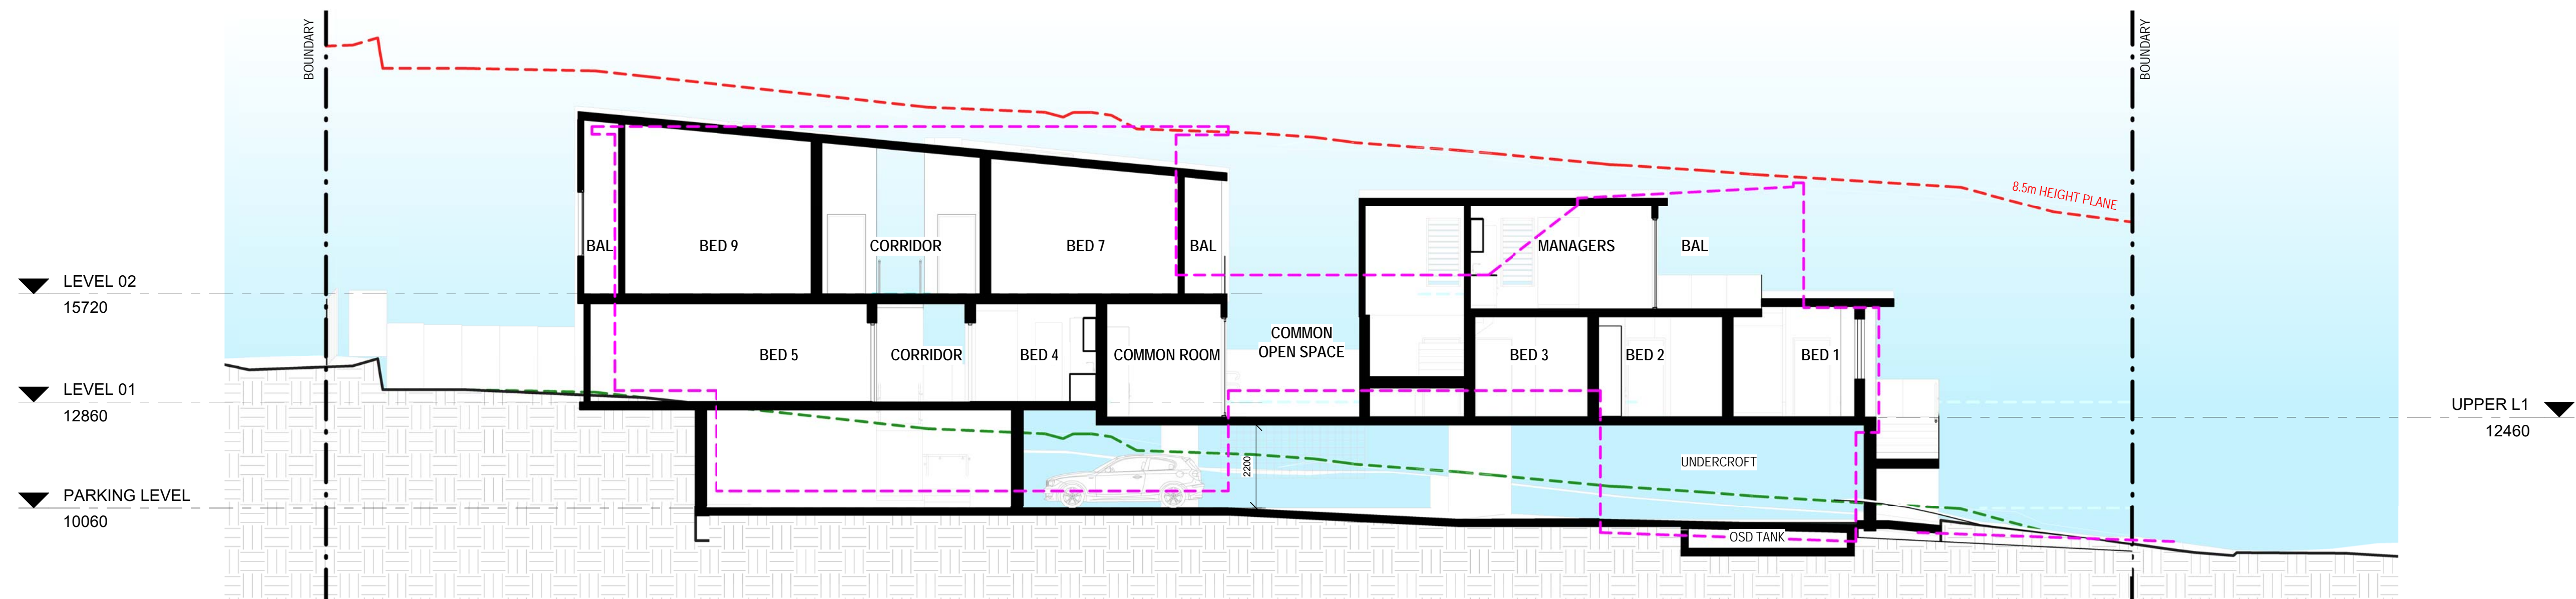 BOUNDARY
BOUNDARY
8.5m HEIGHT PLANE
BAL
BED 9
CORRIDOR
BED 7
BAL
MANAGERS
BAL
LEVEL 02
15720
BED 5
CORRIDOR
BED 4
COMMON ROOM
COMMON
OPEN SPACE
BED 3
BED 2
BED 1
LEVEL 01
12860
UPPER L1
12460
2200
UNDERCROFT
PARKING LEVEL
10060
OSD TANK